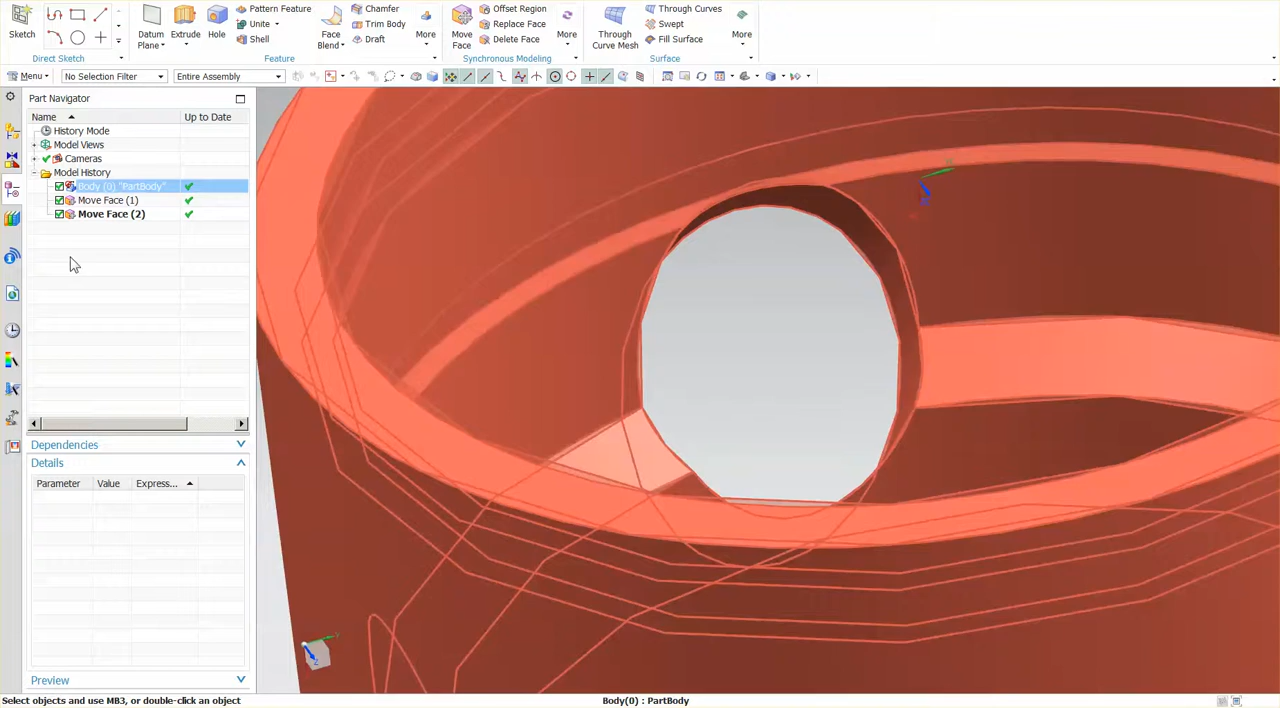 Sketch
Direct Sketch
Datum
Plane
Extrude
Hole
Pattern Feature
Unite
Shell
Face
Blend
Chamfer
Trim Body
Draft
More
Feature
Move
Face
Offset Region
Replace Face
Delete Face
More
Synchronous Modeling
Through
Curve Mesh
Through Curves
Swept
Fill Surface
More
Surface
Menu
No Selection Filter
Entire Assembly
Part Navigator
Name
Up to Date
History Mode
Model Views
Cameras
Model History
Body (0) "PartBody"
Move Face (1)
Move Face (2)
Dependencies
Details
Parameter
Value
Express...
Preview
Select objects and use MB3, or double-click an object
Body(0) : PartBody